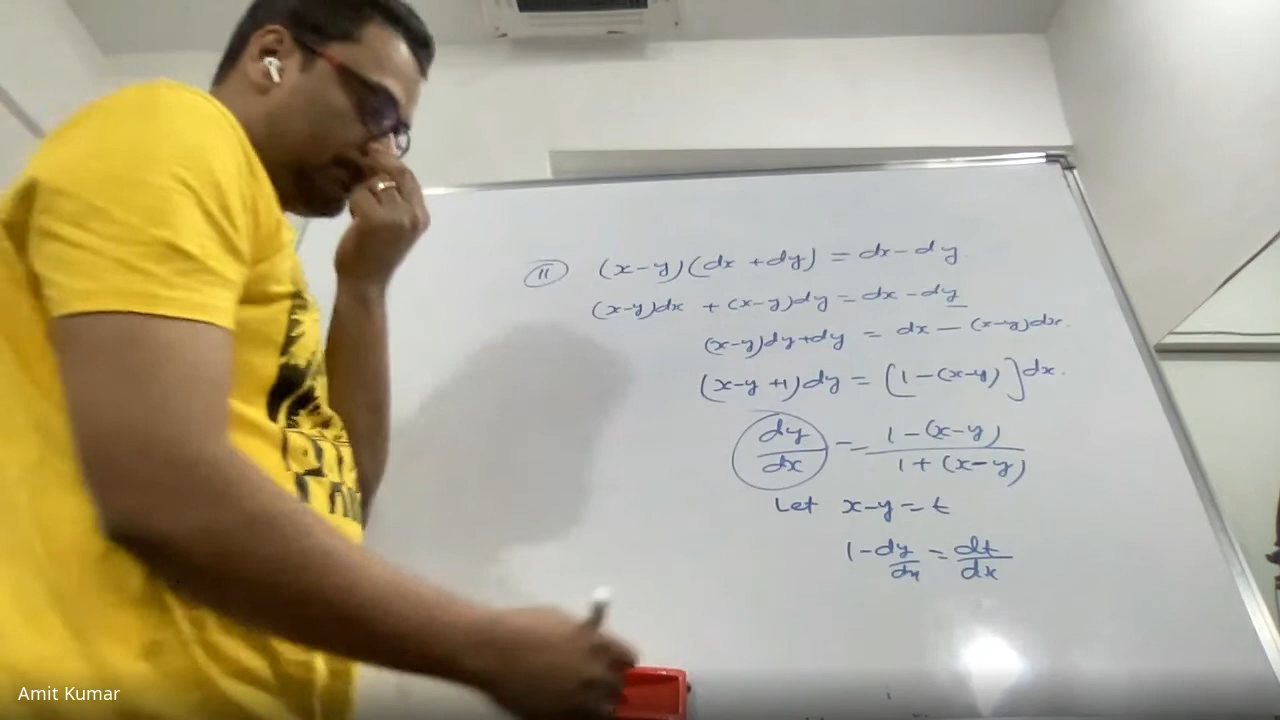 (11) (x-y)(dx+dy) = dx-dy
(x-y)dx + (x-y)dy = dx-dy
(x-y)dy+dy = dx-(x-y)dx.
(x-y+1)dy = [1-(x-y)]dx.
dy/dx = 1-(x-y)/1+(x-y)
Let x-y=t
1-dy/dx = dt/dx
Amit Kumar